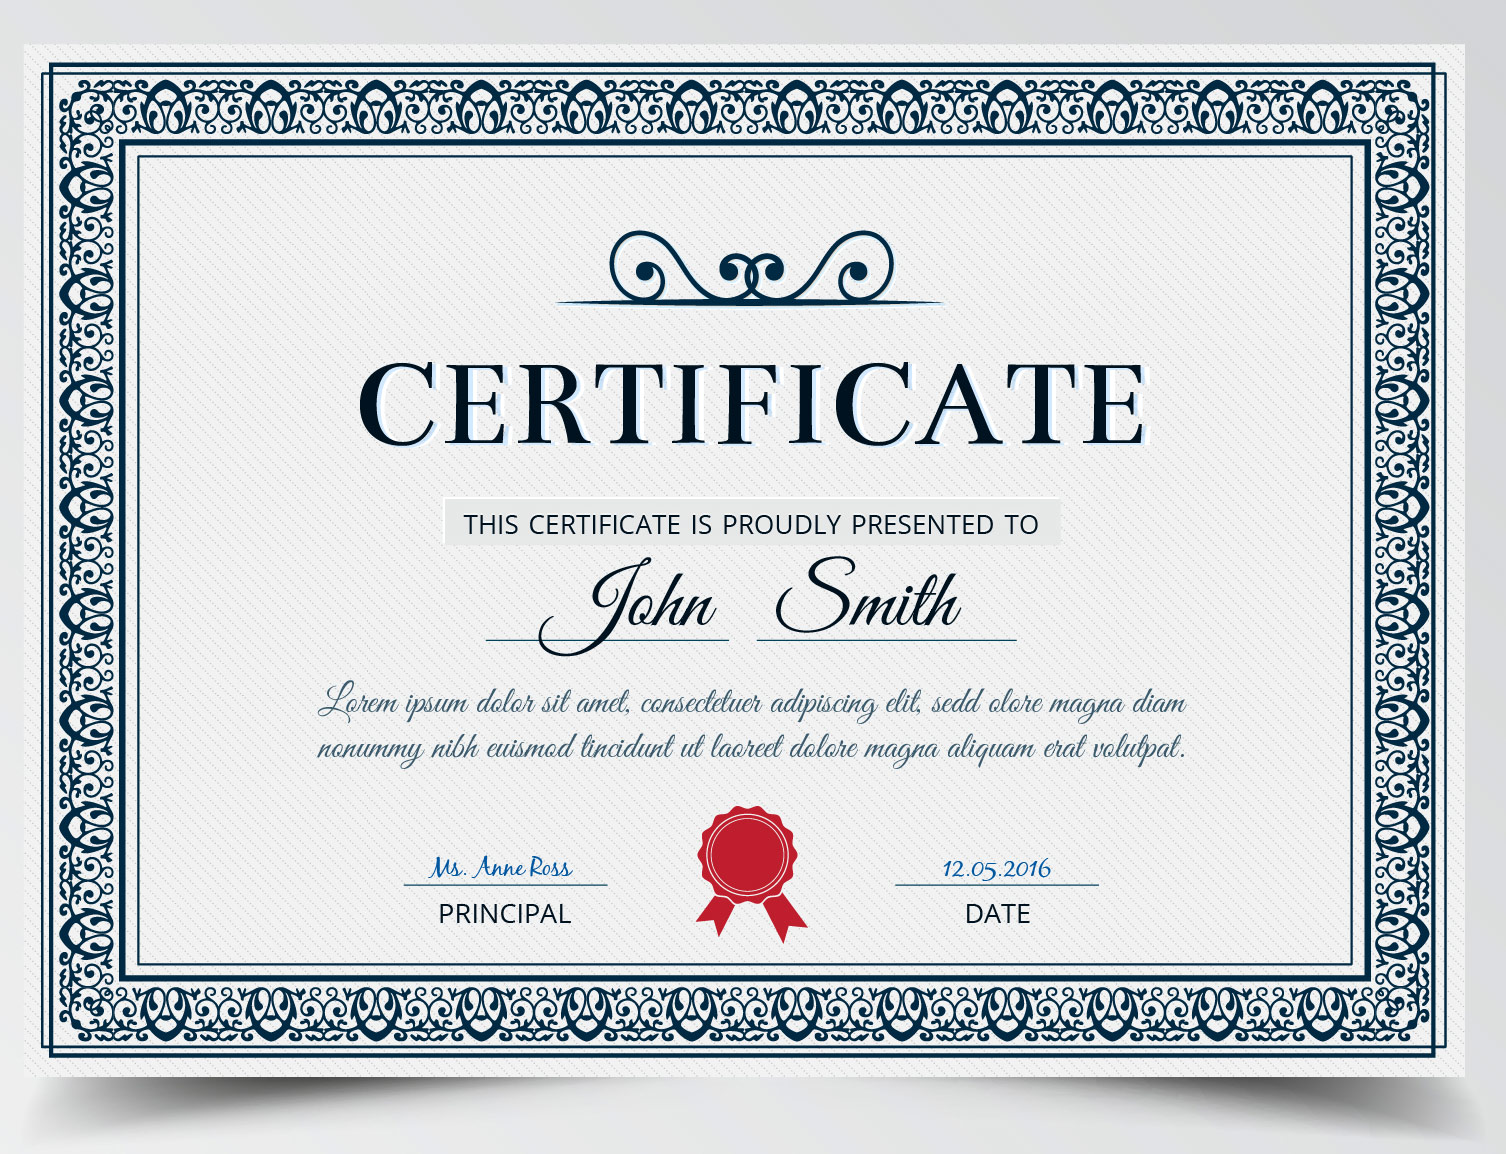 CERTIFICATE
THIS CERTIFICATE IS PROUDLY PRESENTED TO
John Smith
Lorem ipsum dolor sit amet, consectetuer adipiscing elit, sedd olore magna diam
nonummy nibh euismod tincidunt ut laoreet dolore magna aliquam erat volutpat.
Ms. Anne Ross
PRINCIPAL
12.05.2016
DATE